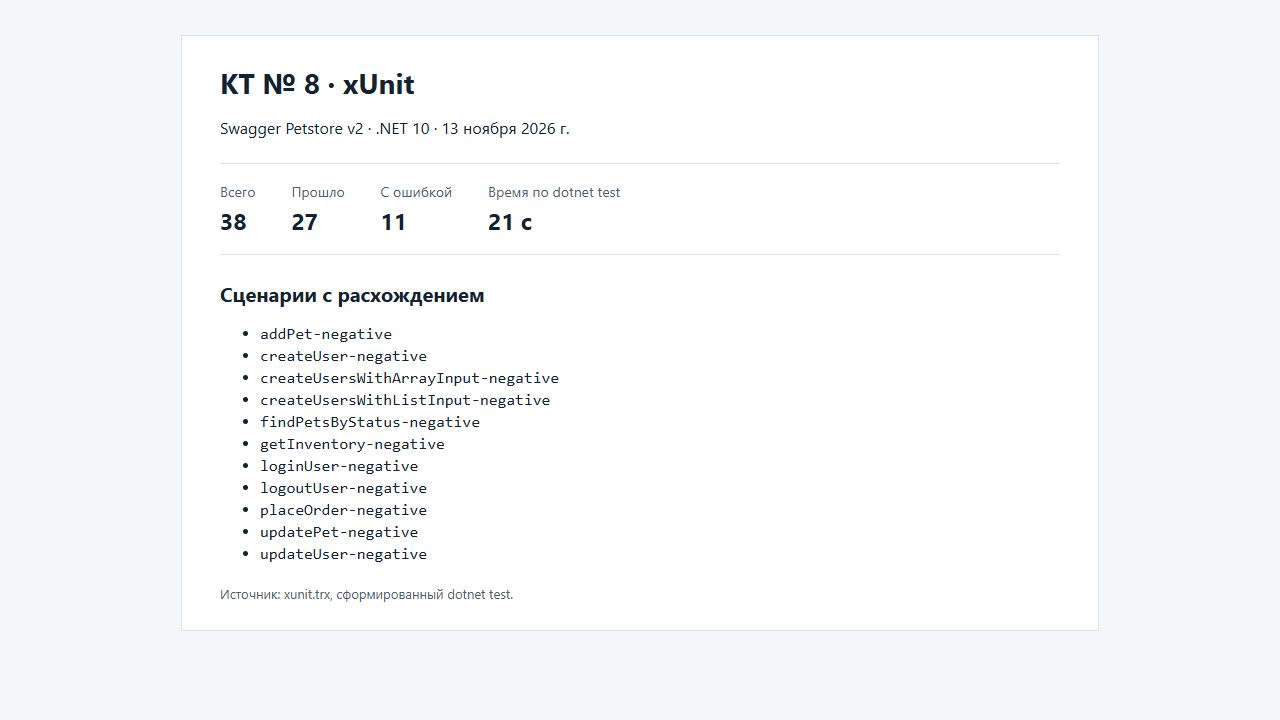 КТ № 8 · xUnit
Swagger Petstore v2 · .NET 10 · 13 ноября 2026 г.
Всего Прошло С ошибкой Время по dotnet test
38 27 11 21 с
Сценарии с расхождением
• addPet-negative
• createUser-negative
• createUsersWithArrayInput-negative
• createUsersWithListInput-negative
• findPetsByStatus-negative
• getInventory-negative
• loginUser-negative
• logoutUser-negative
• placeOrder-negative
• updatePet-negative
• updateUser-negative
Источник: xunit.trx, сформированный dotnet test.